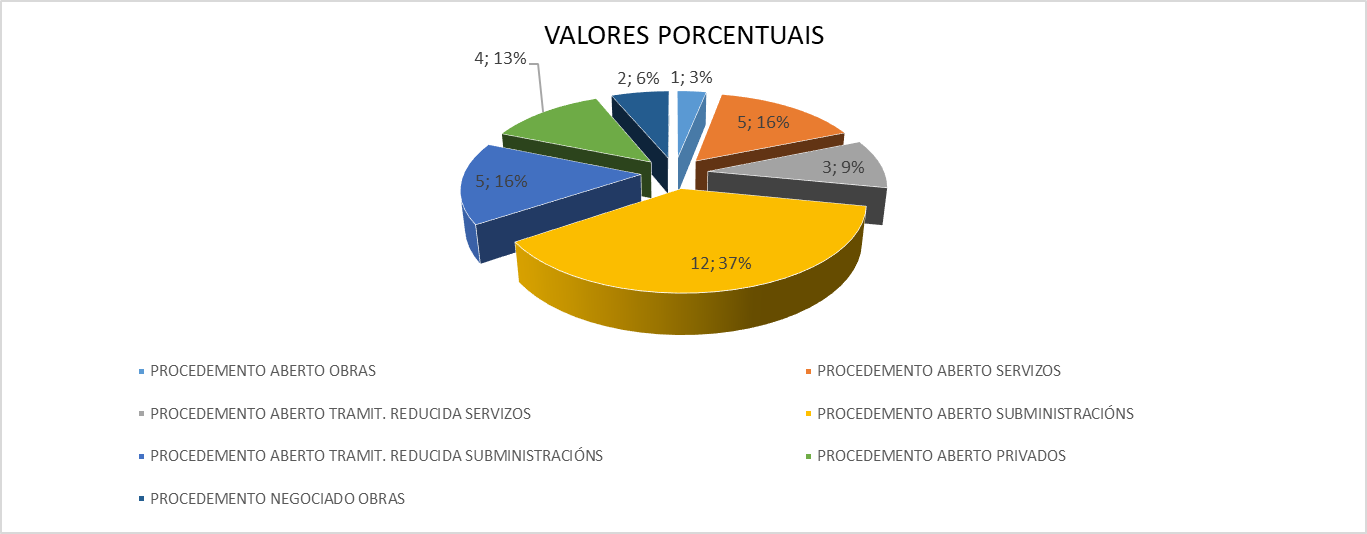 VALORES PORCENTUAIS
4; 13%
2; 6%
1; 3%
5; 16%
3; 9%
5; 16%
12; 37%
PROCEDEMENTO ABERTO OBRAS
PROCEDEMENTO ABERTO SERVIZOS
PROCEDEMENTO ABERTO TRAMIT. REDUCIDA SERVIZOS
PROCEDEMENTO ABERTO SUBMINISTRACIÓNS
PROCEDEMENTO ABERTO TRAMIT. REDUCIDA SUBMINISTRACIÓNS
PROCEDEMENTO ABERTO PRIVADOS
PROCEDEMENTO NEGOCIADO OBRAS